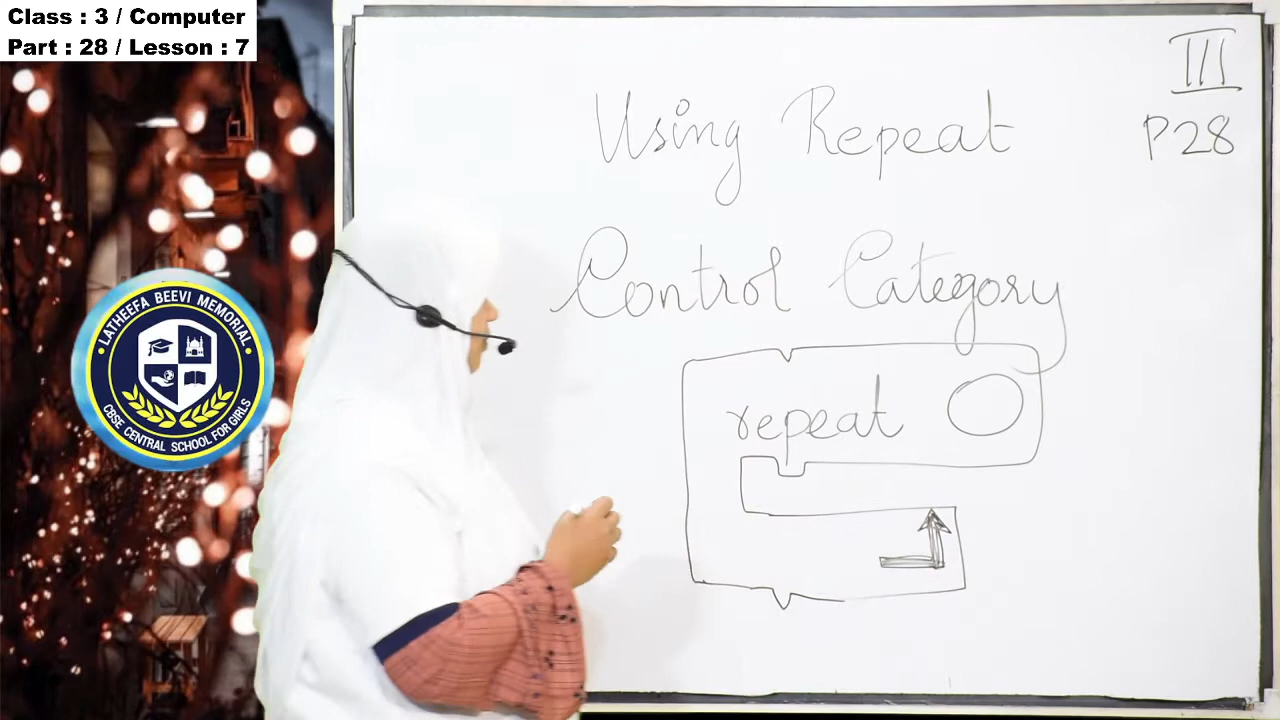 Class : 3 / Computer
Part : 28 / Lesson : 7
III
P28
Using Repeat
Control Category
repeat
LATHEEFA BEEVI MEMORIAL
CBSE CENTRAL SCHOOL FOR GIRLS